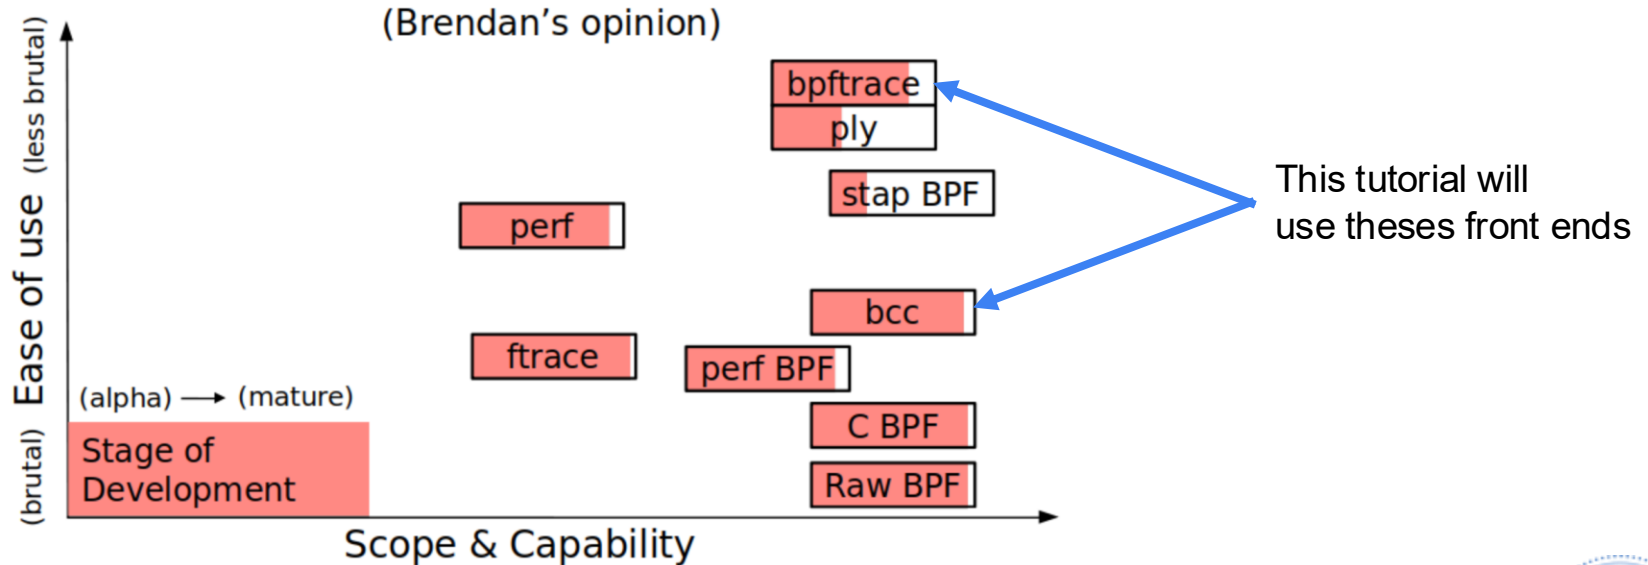 (Brendan's opinion)
Ease of use
(less brutal)
(brutal)
bpftrace
ply
stap BPF
perf
bcc
ftrace
perf BPF
C BPF
Raw BPF
(alpha) → (mature)
Stage of
Development
Scope & Capability
This tutorial will
use theses front ends